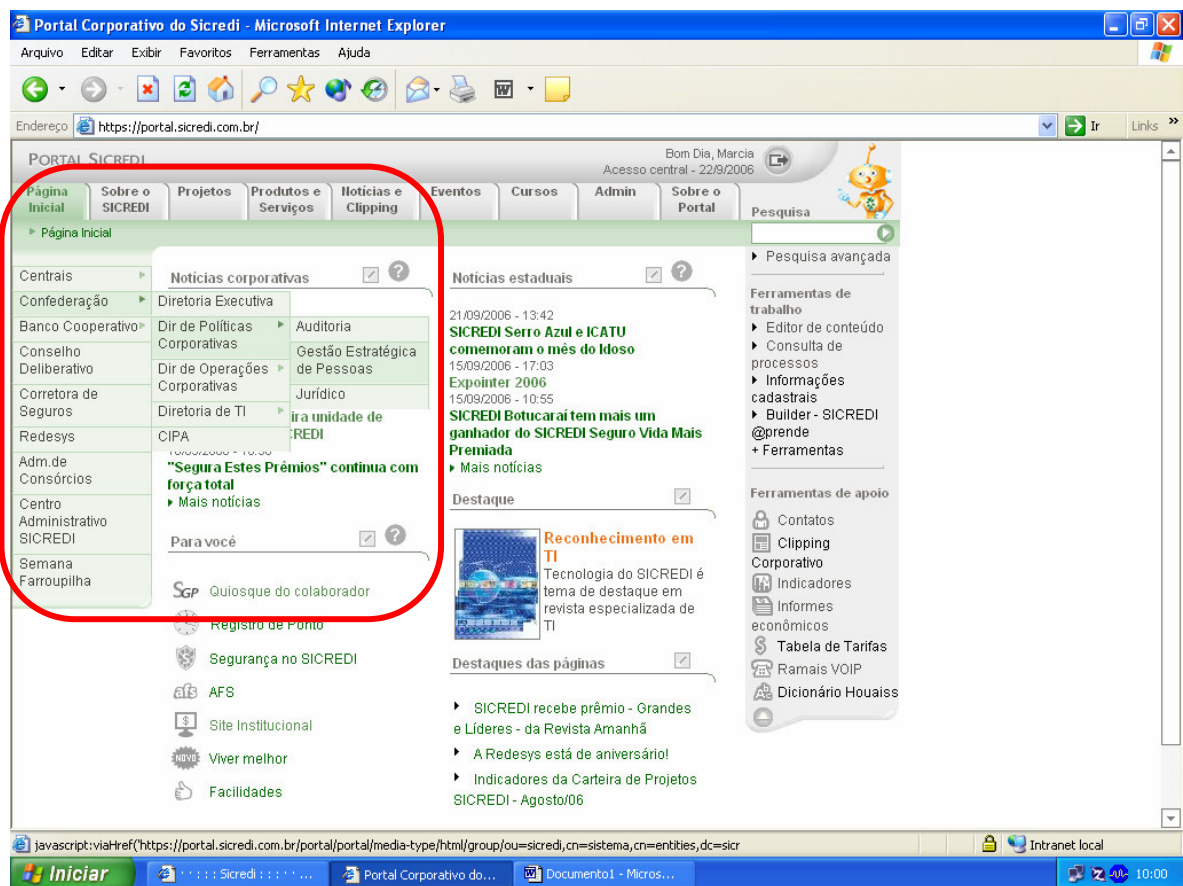 Portal Corporativo do Sicredi - Microsoft Internet Explorer
Arquivo Editar Exibir Favoritos Ferramentas Ajuda
Endereço https://portal.sicredi.com.br/ Ir Links »
PORTAL SICREDI
Bom Dia, Marcia
Acesso central - 22/9/2006
Página Inicial
Sobre o SICREDI
Projetos
Produtos e Serviços
Notícias e Clipping
Eventos
Cursos
Admin
Sobre o Portal
Pesquisa
Página Inicial
Centrais
Confederação
Banco Cooperativo
Conselho
Deliberativo
Corretora de
Seguros
Redesys
Adm.de
Consórcios
Centro
Administrativo
SICREDI
Semana
Farroupilha
Diretoria Executiva
Dir de Políticas
Corporativas
Dir de Operações
Corporativas
Diretoria de TI
CIPA
Auditoria
Gestão Estratégica
de Pessoas
Jurídico
Notícias corporativas
ira unidade de
"Segura Estes Prêmios" continua com
força total
Mais notícias
Para você
SGP Quiosque do colaborador
Registro de Ponto
Segurança no SICREDI
AFS
Site Institucional
NOVO Viver melhor
Facilidades
Notícias estaduais
21/09/2006 - 13:42
SICREDI Serro Azul e ICATU
comemoram o mês do Idoso
15/09/2006 - 17:03
Expointer 2006
15/09/2006 - 10:55
SICREDI Botucaraí tem mais um
ganhador do SICREDI Seguro Vida Mais
Premiada
Mais notícias
Destaque
Reconhecimento em
TI
Tecnologia do SICREDI é
tema de destaque em
revista especializada de
TI
Destaques das páginas
SICREDI recebe prêmio - Grandes
e Líderes - da Revista Amanhã
A Redesys está de aniversário!
Indicadores da Carteira de Projetos
SICREDI - Agosto/06
Pesquisa avançada
Ferramentas de
trabalho
Editor de conteúdo
Consulta de
processos
Informações
cadastrais
Builder - SICREDI
@prende
+ Ferramentas
Ferramentas de apoio
Contatos
Clipping
Corporativo
Indicadores
Informes
econômicos
Tabela de Tarifas
Ramais VOIP
Dicionário Houaiss
javascript:viaHref('https://portal.sicredi.com.br/portal/portal/media-type/html/group/ou=sicredi,cn=sistema,cn=entities,dc=sicr
Intranet local
Iniciar
· · : : : Sicredi : : : · · ...
Portal Corporativo do...
Documento1 - Micros...
10:00